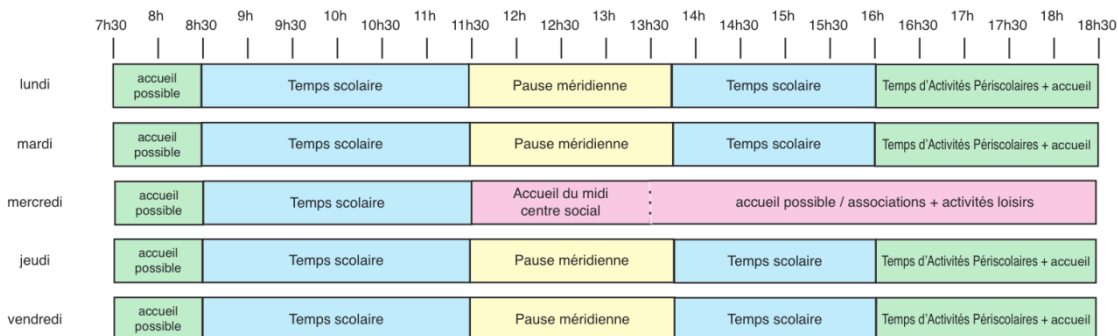 8h 9h 10h 11h 12h 13h 14h 15h 16h 17h 18h
7h30 8h30 9h30 10h30 11h30 12h30 13h30 14h30 15h30 16h30 17h30 18h30
lundi
accueil
possible
Temps scolaire
Pause méridienne
Temps scolaire
Temps d'Activités Périscolaires + accueil
mardi
accueil
possible
Temps scolaire
Pause méridienne
Temps scolaire
Temps d'Activités Périscolaires + accueil
mercredi
accueil
possible
Temps scolaire
Accueil du midi
centre social
accueil possible / associations + activités loisirs
jeudi
accueil
possible
Temps scolaire
Pause méridienne
Temps scolaire
Temps d'Activités Périscolaires + accueil
vendredi
accueil
possible
Temps scolaire
Pause méridienne
Temps scolaire
Temps d'Activités Périscolaires + accueil